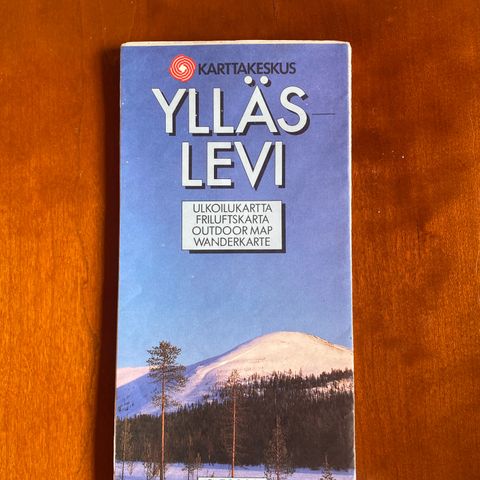 KARTTAKESKUS
YLLÄS
LEVI
ULKOILUKARTTA
FRILUFTSKARTA
OUTDOOR MAP
WANDERKARTE